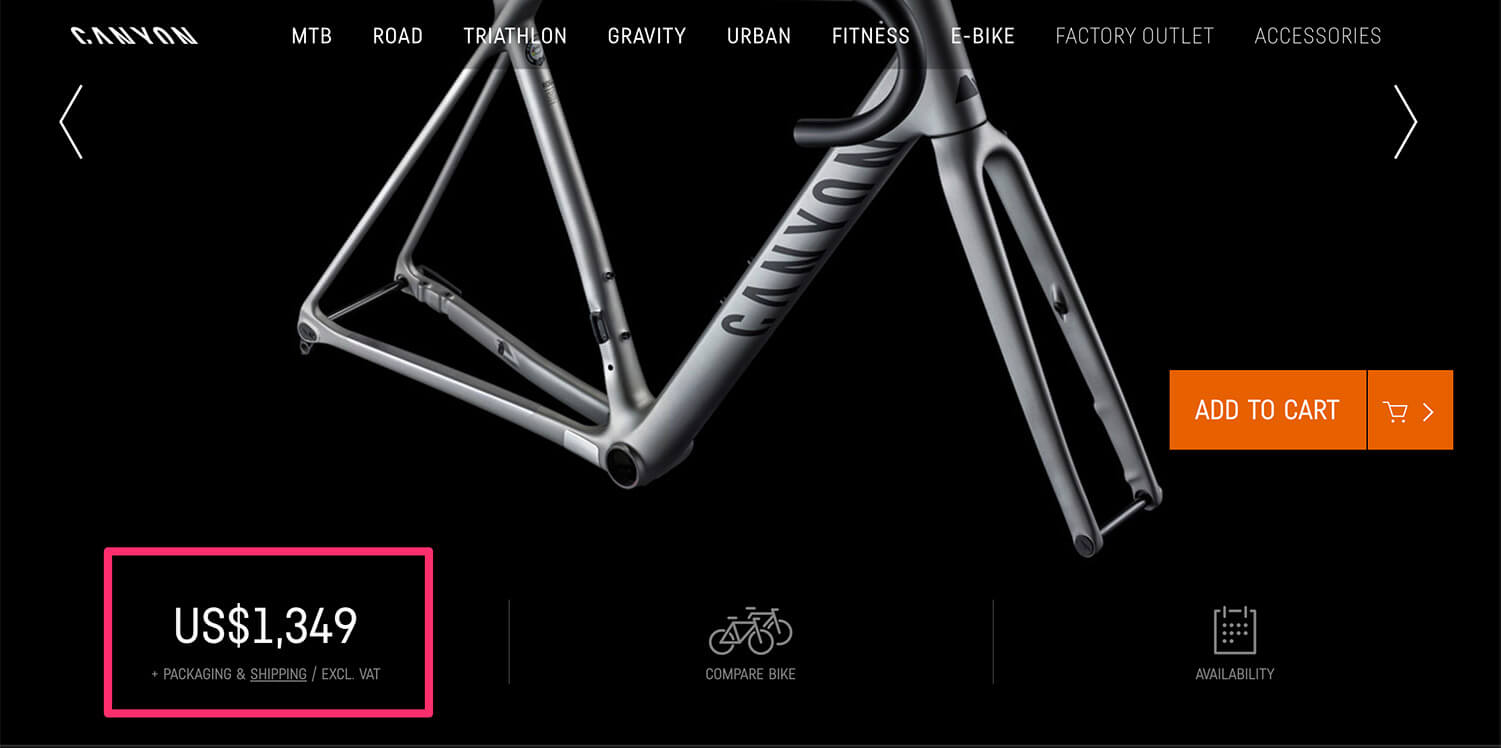 CANYON
MTB
ROAD
TRIATHLON
GRAVITY
URBAN
FITNESS
E-BIKE
FACTORY OUTLET
ACCESSORIES
CANYON
ADD TO CART
US$1,349
+ PACKAGING & SHIPPING / EXCL. VAT
COMPARE BIKE
AVAILABILITY